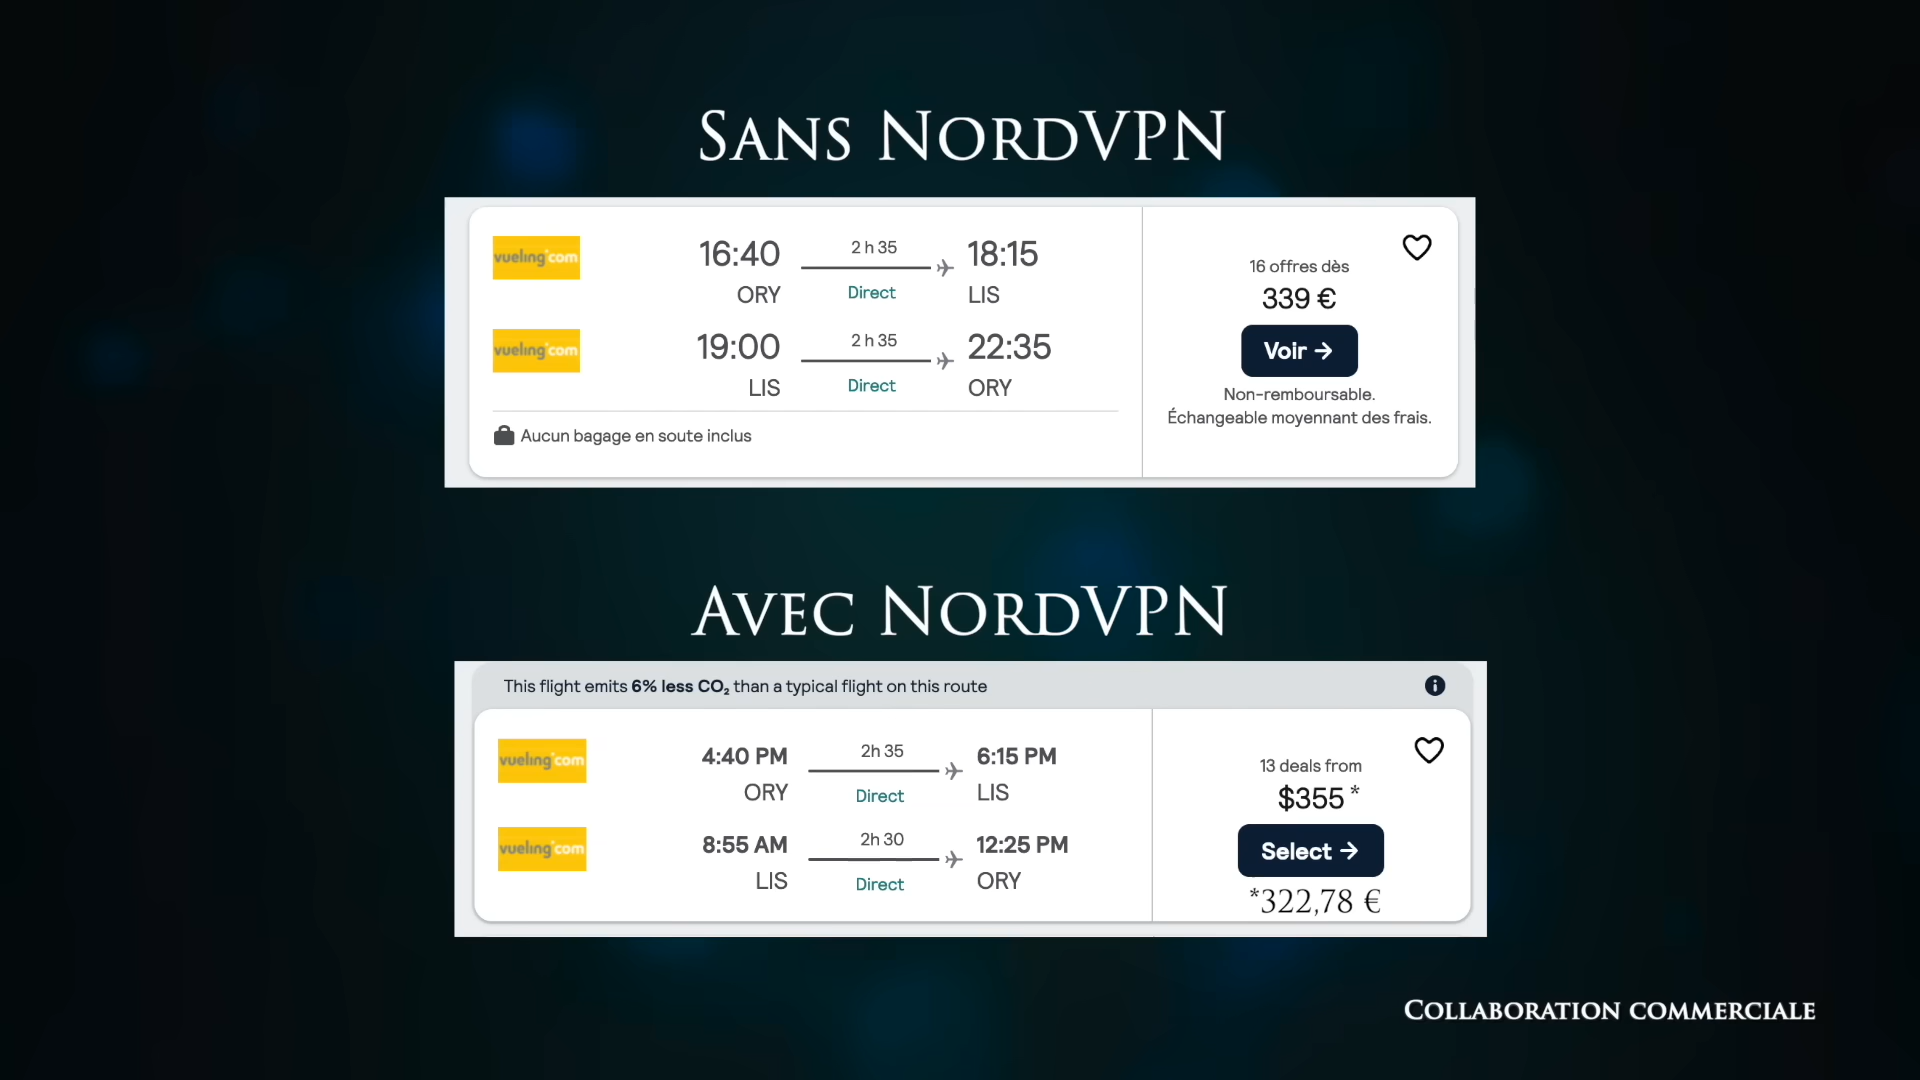 SANS NORDVPN
vueling.com
16:40 2 h 35 18:15
ORY Direct LIS
vueling.com
19:00 2 h 35 22:35
LIS Direct ORY
Aucun bagage en soute inclus
16 offres dès
339 €
Voir →
Non-remboursable.
Échangeable moyennant des frais.
AVEC NORDVPN
This flight emits 6% less CO₂ than a typical flight on this route
vueling.com
4:40 PM 2h 35 6:15 PM
ORY Direct LIS
vueling.com
8:55 AM 2h 30 12:25 PM
LIS Direct ORY
13 deals from
$355 *
Select →
*322,78 €
COLLABORATION COMMERCIALE